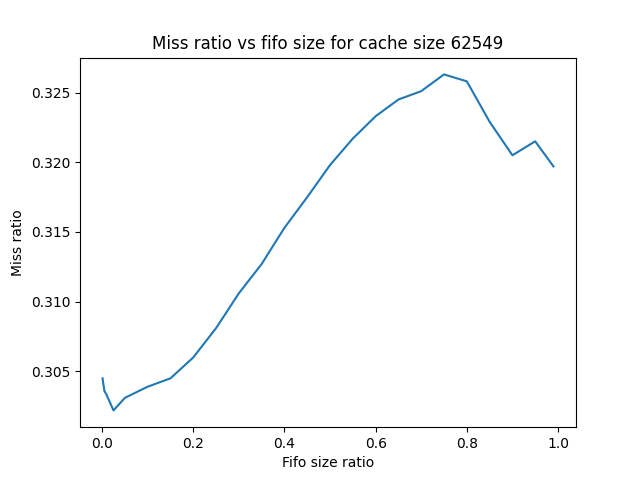 Miss ratio vs fifo size for cache size 62549
0.325
0.320
0.315
0.310
0.305
Miss ratio
0.0 0.2 0.4 0.6 0.8 1.0
Fifo size ratio